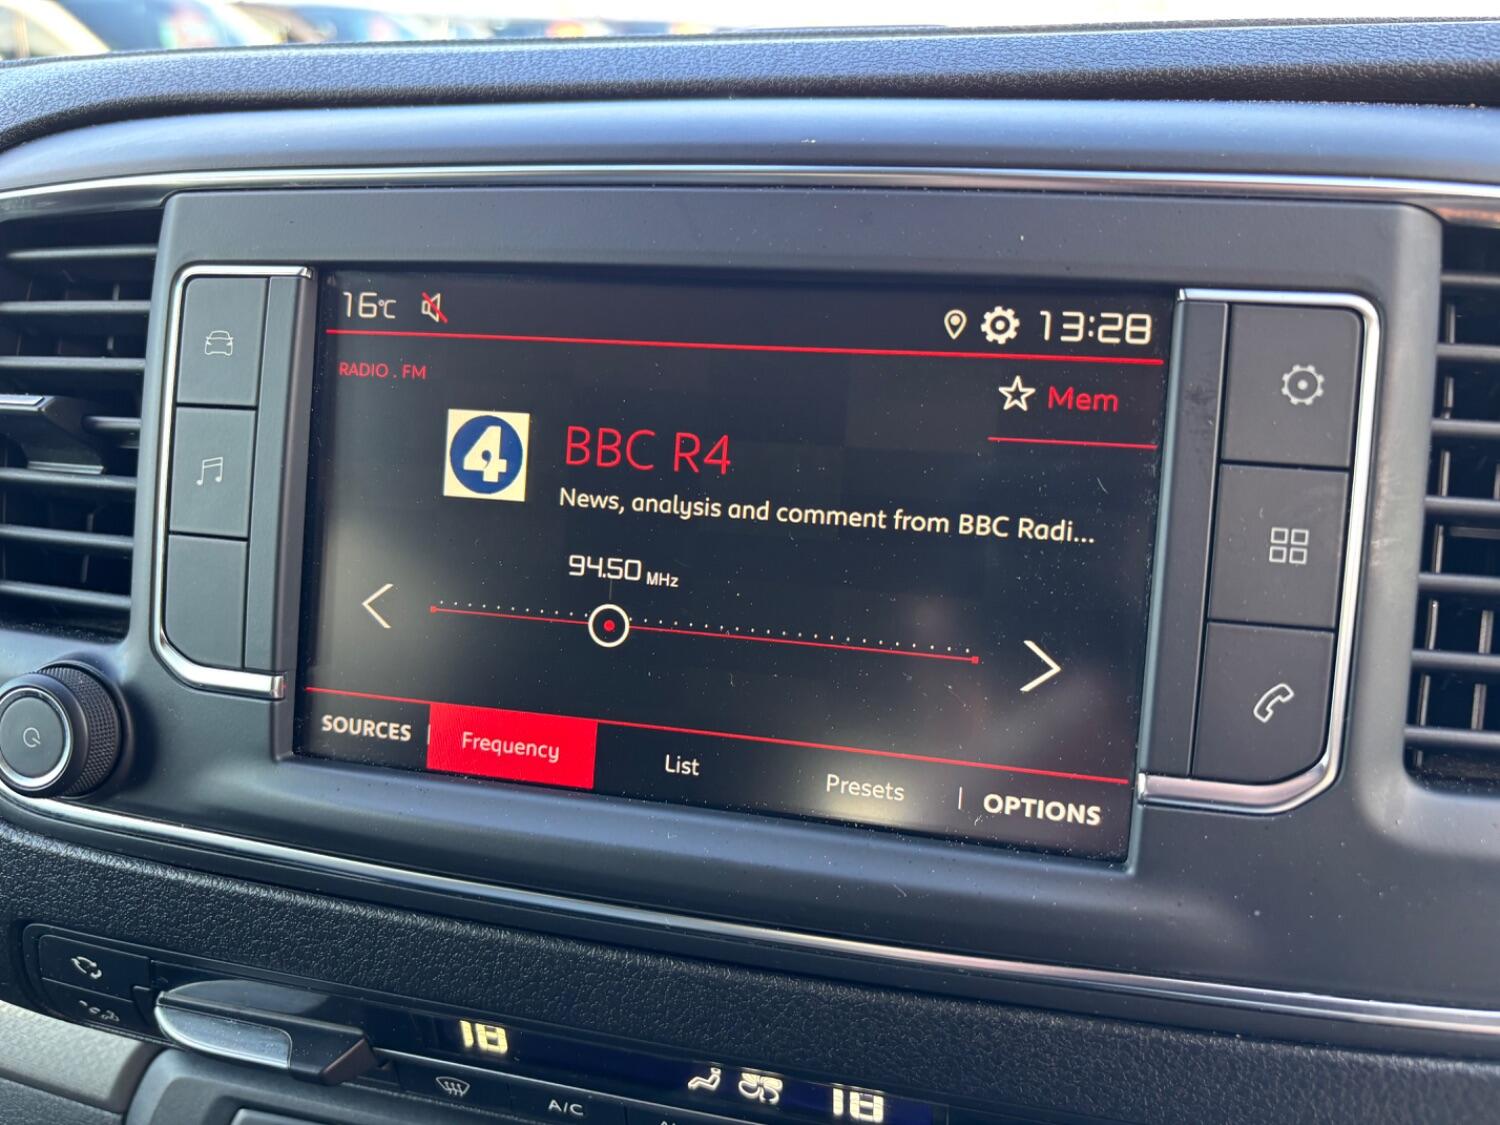 16°C
13:28
RADIO . FM
Mem
4
BBC R4
News, analysis and comment from BBC Radi...
94.50 MHz
SOURCES | Frequency List Presets | OPTIONS
18
18
A/C